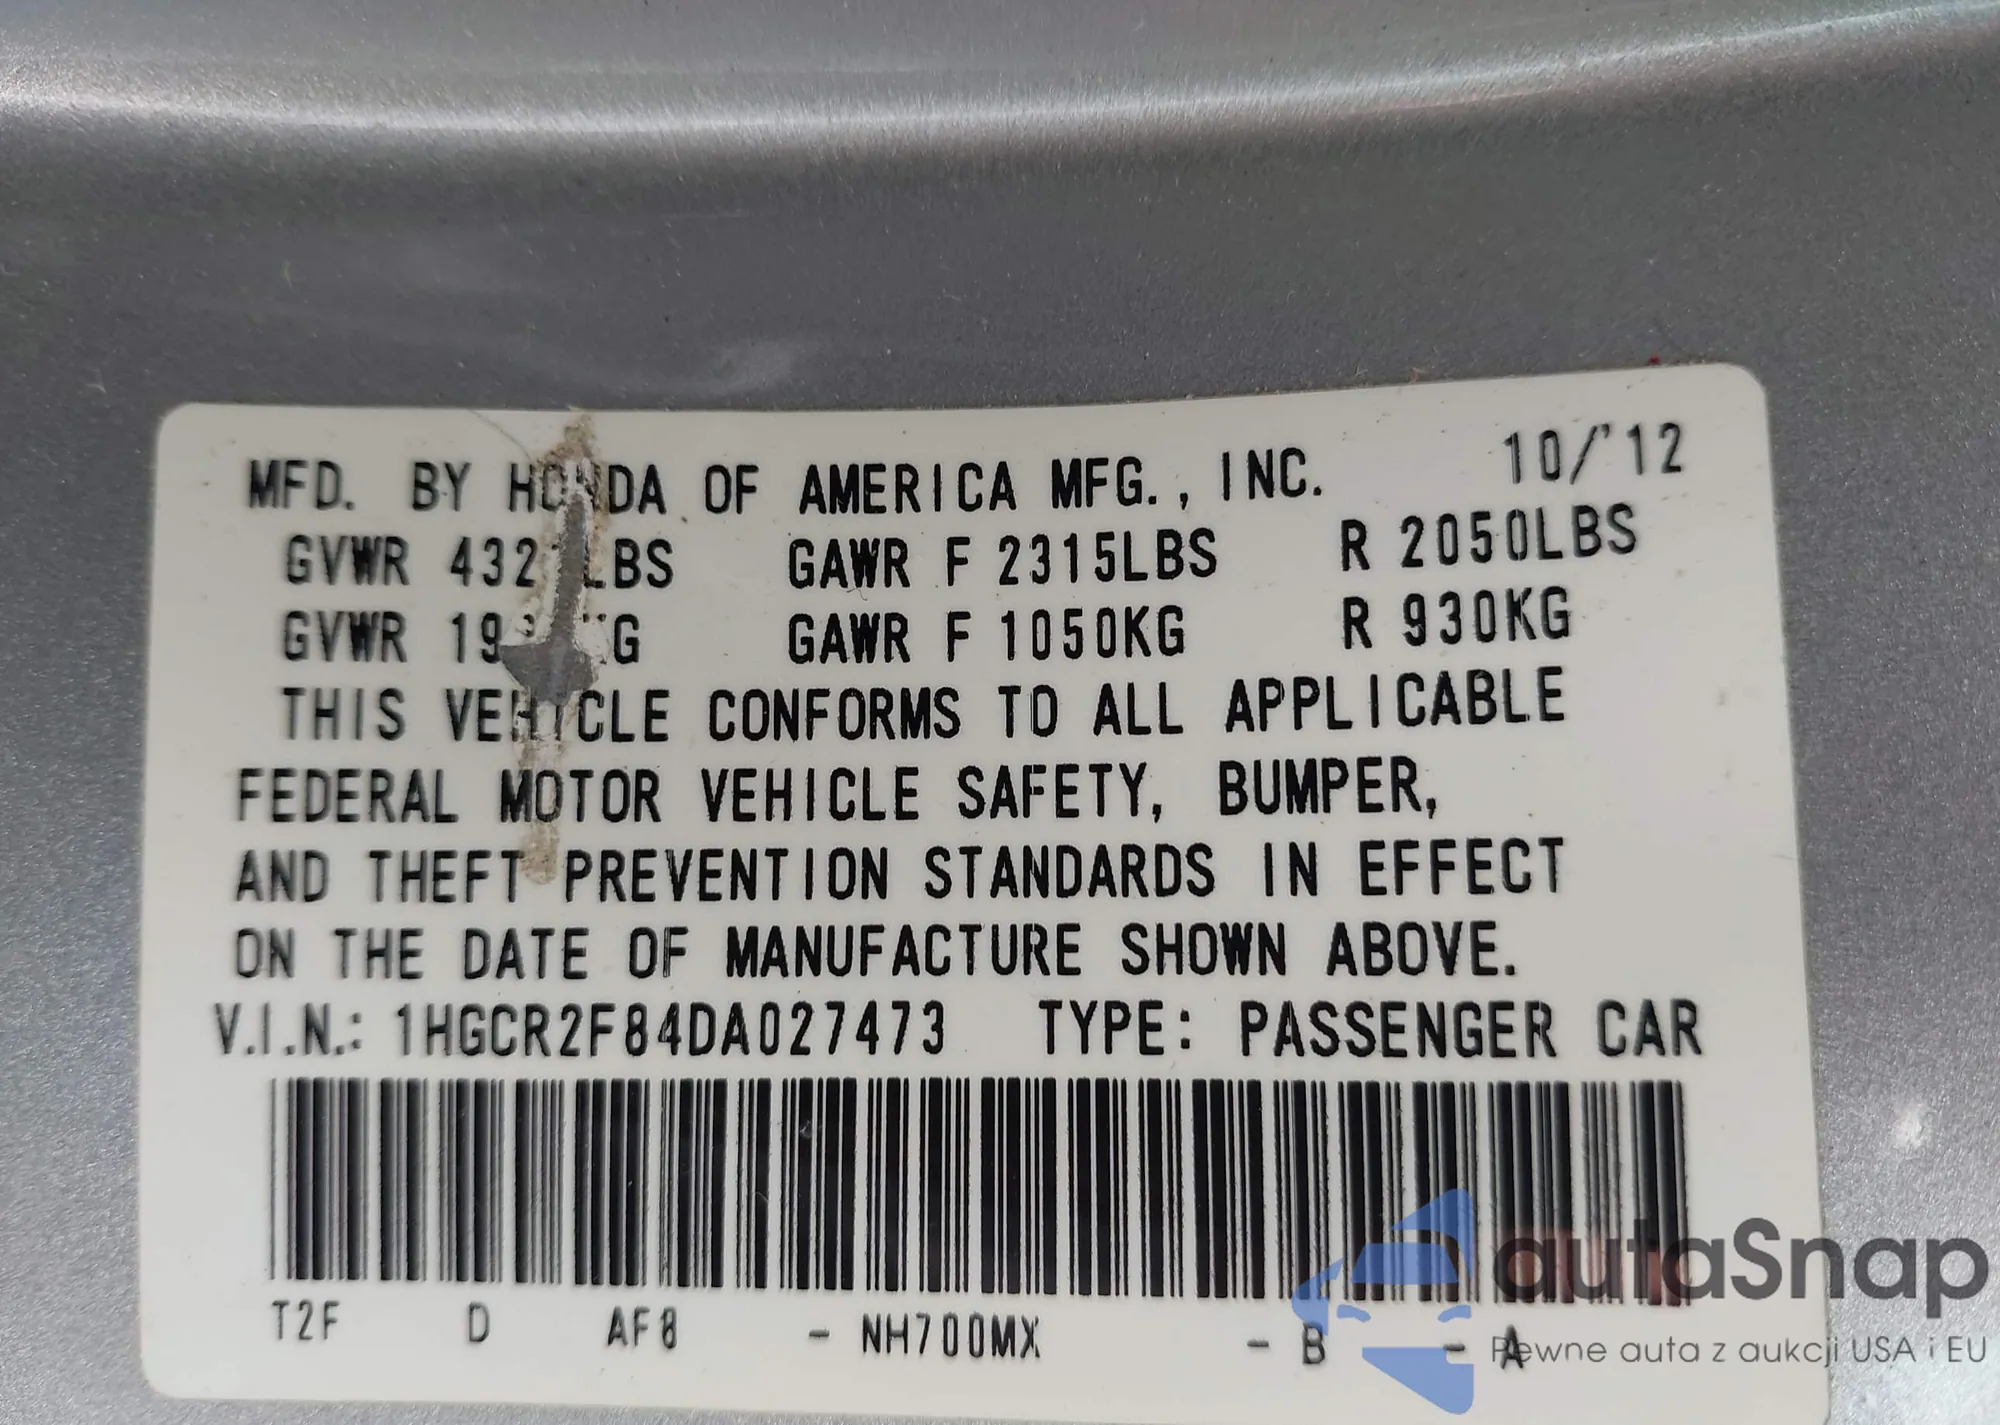 MFD. BY HONDA OF AMERICA MFG., INC. 10/'12
GVWR GAWR F 2315LBS R 2050LBS
GVWR GAWR F 1050KG R 930KG
THIS VEHICLE CONFORMS TO ALL APPLICABLE
FEDERAL MOTOR VEHICLE SAFETY, BUMPER,
AND THEFT PREVENTION STANDARDS IN EFFECT
ON THE DATE OF MANUFACTURE SHOWN ABOVE.
V.I.N.: 1HGCR2F84DA027473 TYPE: PASSENGER CAR
T2F D AF8 - NH700MX - B - A
autaSnap
Pewne auta z aukcji USA i EU